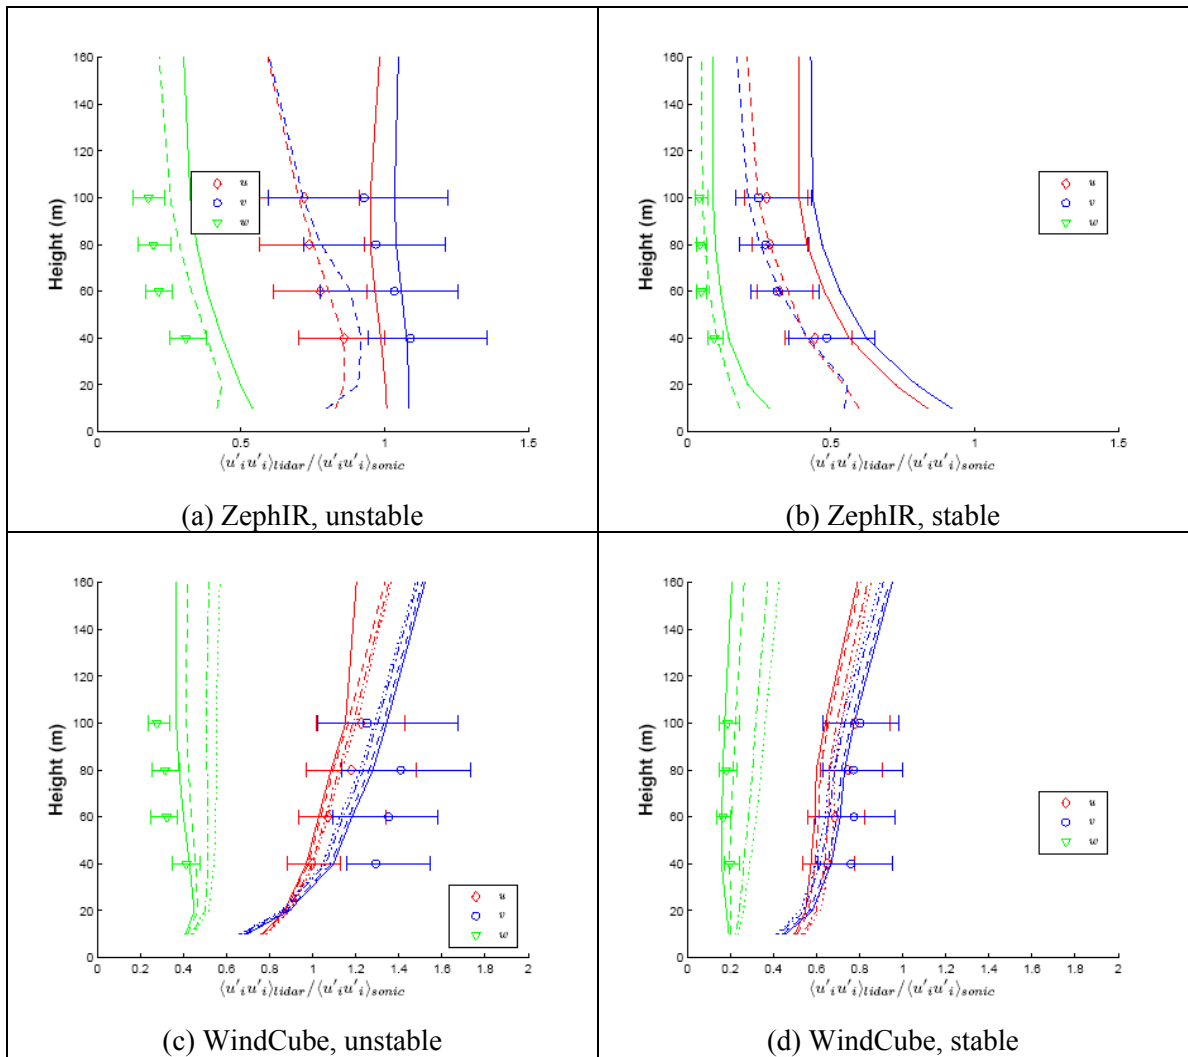 160
140
120
100
80
60
40
20
0
Height (m)
u
v
w
0 0.5 1 1.5
⟨u′ᵢu′ᵢ⟩lidar/⟨u′ᵢu′ᵢ⟩sonic
(a) ZephIR, unstable
160
140
120
100
80
60
40
20
0
Height (m)
u
v
w
0 0.5 1 1.5
⟨u′ᵢu′ᵢ⟩lidar/⟨u′ᵢu′ᵢ⟩sonic
(b) ZephIR, stable
160
140
120
100
80
60
40
20
0
Height (m)
u
v
w
0 0.2 0.4 0.6 0.8 1 1.2 1.4 1.6 1.8 2
⟨u′ᵢu′ᵢ⟩lidar/⟨u′ᵢu′ᵢ⟩sonic
(c) WindCube, unstable
160
140
120
100
80
60
40
20
0
Height (m)
u
v
w
0 0.2 0.4 0.6 0.8 1 1.2 1.4 1.6 1.8 2
⟨u′ᵢu′ᵢ⟩lidar/⟨u′ᵢu′ᵢ⟩sonic
(d) WindCube, stable